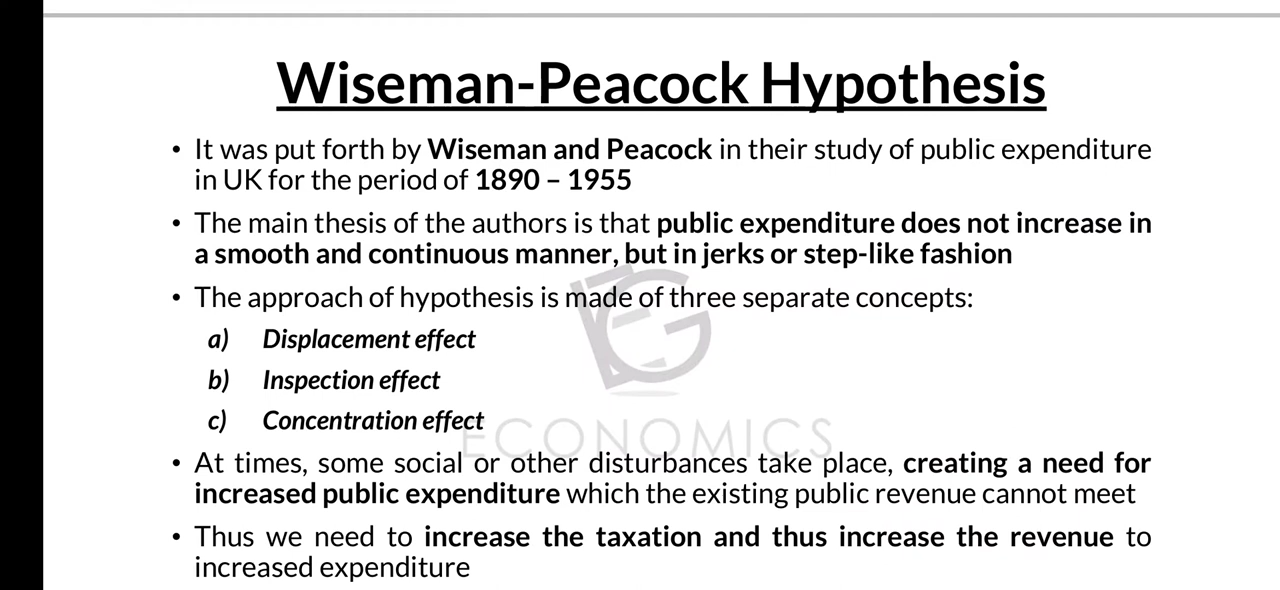 Wiseman-Peacock Hypothesis
• It was put forth by Wiseman and Peacock in their study of public expenditure
in UK for the period of 1890 – 1955
• The main thesis of the authors is that public expenditure does not increase in
a smooth and continuous manner, but in jerks or step-like fashion
• The approach of hypothesis is made of three separate concepts:
a) Displacement effect
b) Inspection effect
c) Concentration effect
ECONOMICS
• At times, some social or other disturbances take place, creating a need for
increased public expenditure which the existing public revenue cannot meet
• Thus we need to increase the taxation and thus increase the revenue to
increased expenditure